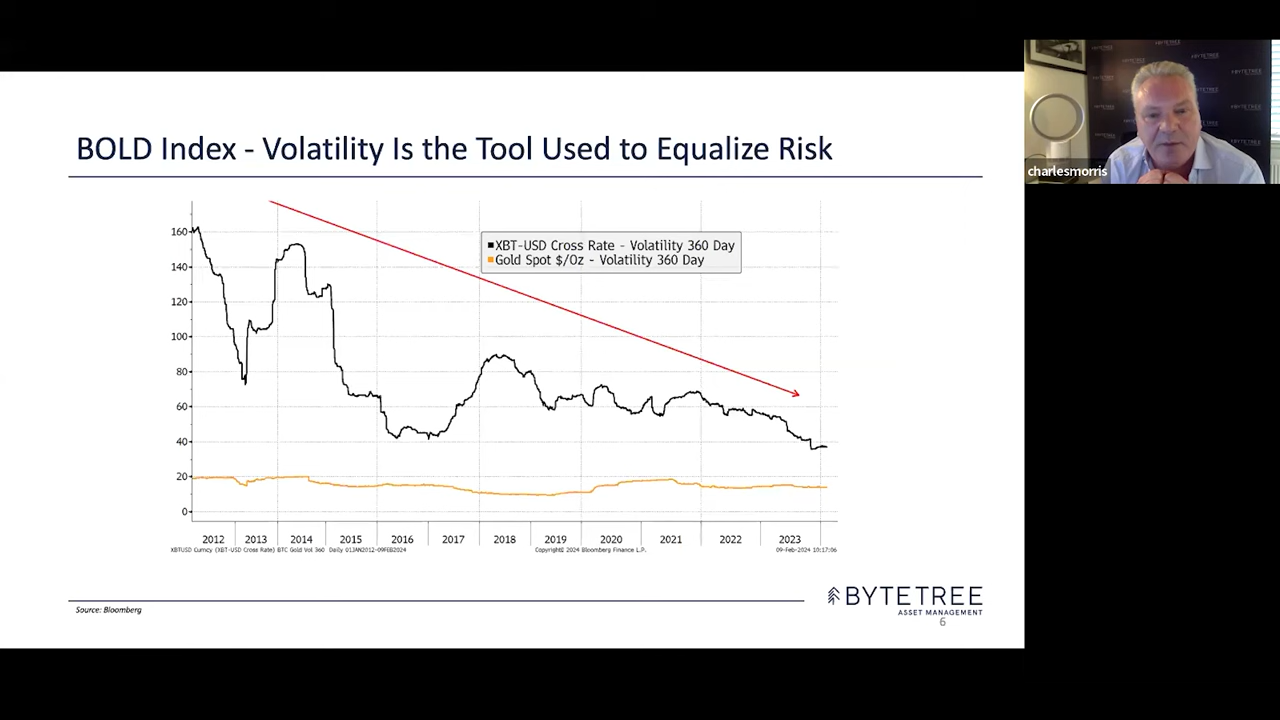 BOLD Index - Volatility Is the Tool Used to Equalize Risk
charlesmorris
XBT-USD Cross Rate - Volatility 360 Day
Gold Spot $/Oz - Volatility 360 Day
160
140
120
100
80
60
40
20
0
2012 2013 2014 2015 2016 2017 2018 2019 2020 2021 2022 2023
XBTUSD Curncy (XBT-USD Cross Rate) BTC Gold Vol 360 Daily 01JAN2012-09FEB2024 Copyright© 2024 Bloomberg Finance L.P. 09-Feb-2024 10:17:06
Source: Bloomberg
BYTETREE
ASSET MANAGEMENT
6
BYTETREE